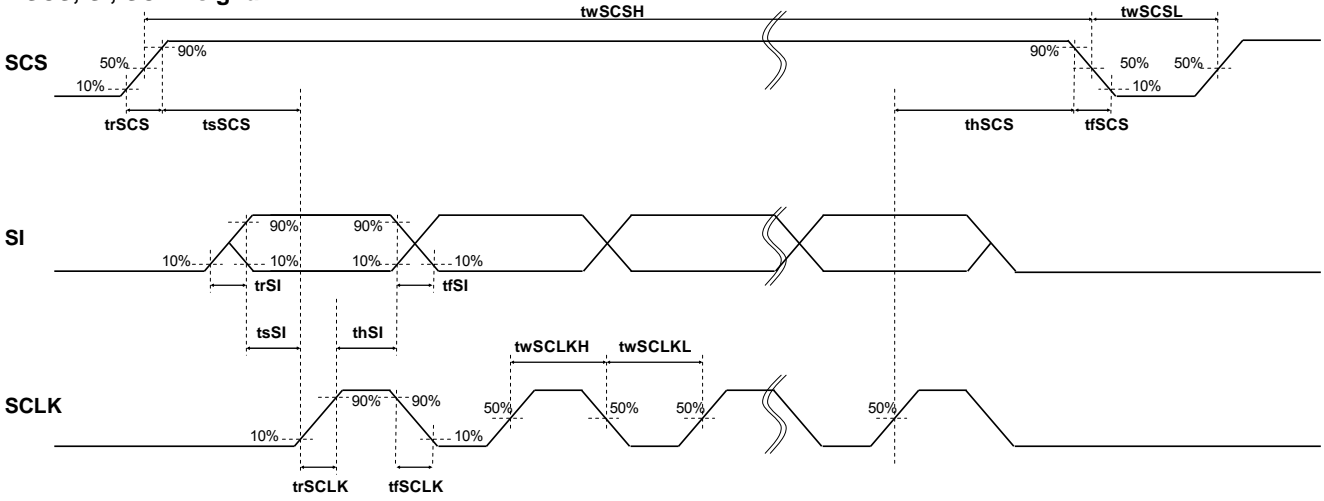 twSCSH twSCSL
SCS 90% 50% 10% 90% 50% 10% 50%
trSCS tsSCS thSCS tfSCS
SI 90% 90% 10% 10% 10% 10%
trSI tfSI
tsSI thSI
twSCLKH twSCLKL
SCLK 90% 90% 50% 50% 50% 50%
10% 10%
trSCLK tfSCLK